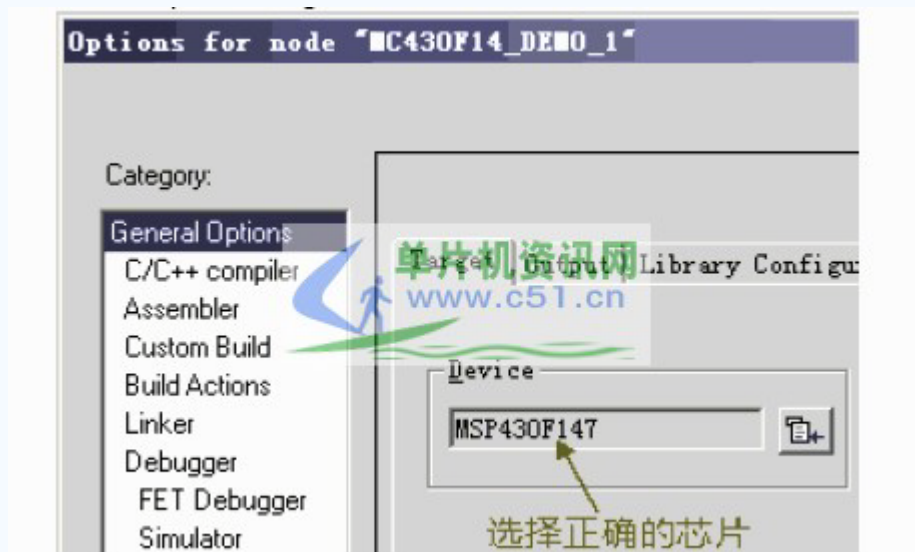 Options for node "MC430F14_DEMO_1"
Category:
General Options
C/C++ compiler
Assembler
Custom Build
Build Actions
Linker
Debugger
FET Debugger
Simulator
Target Output Library Configu
单片机资讯网
www.c51.cn
Device
MSP430F147
选择正确的芯片